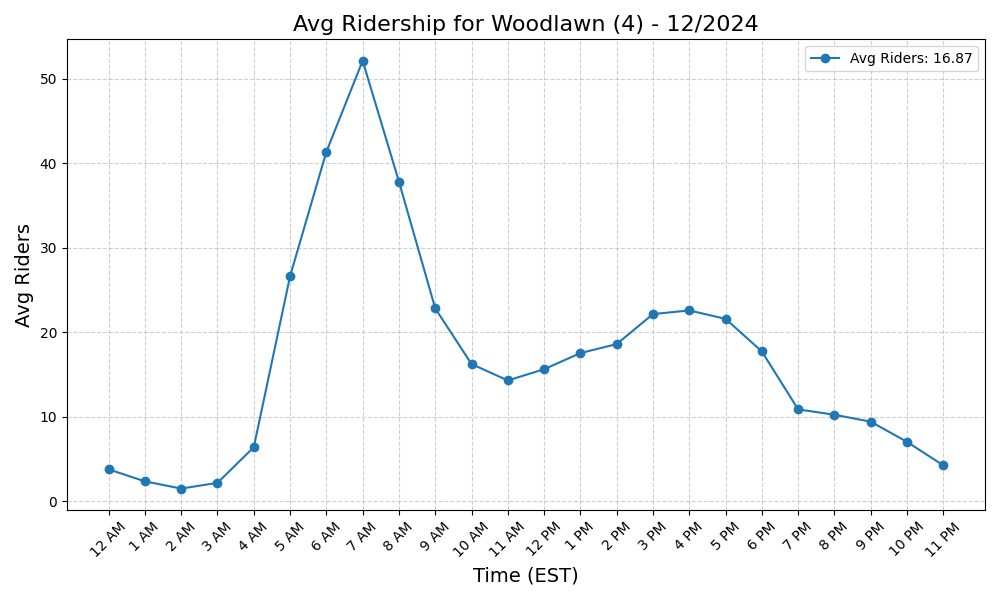 Avg Ridership for Woodlawn (4) - 12/2024
Avg Riders: 16.87
Avg Riders
50
40
30
20
10
0
12 AM
1 AM
2 AM
3 AM
4 AM
5 AM
6 AM
7 AM
8 AM
9 AM
10 AM
11 AM
12 PM
1 PM
2 PM
3 PM
4 PM
5 PM
6 PM
7 PM
8 PM
9 PM
10 PM
11 PM
Time (EST)